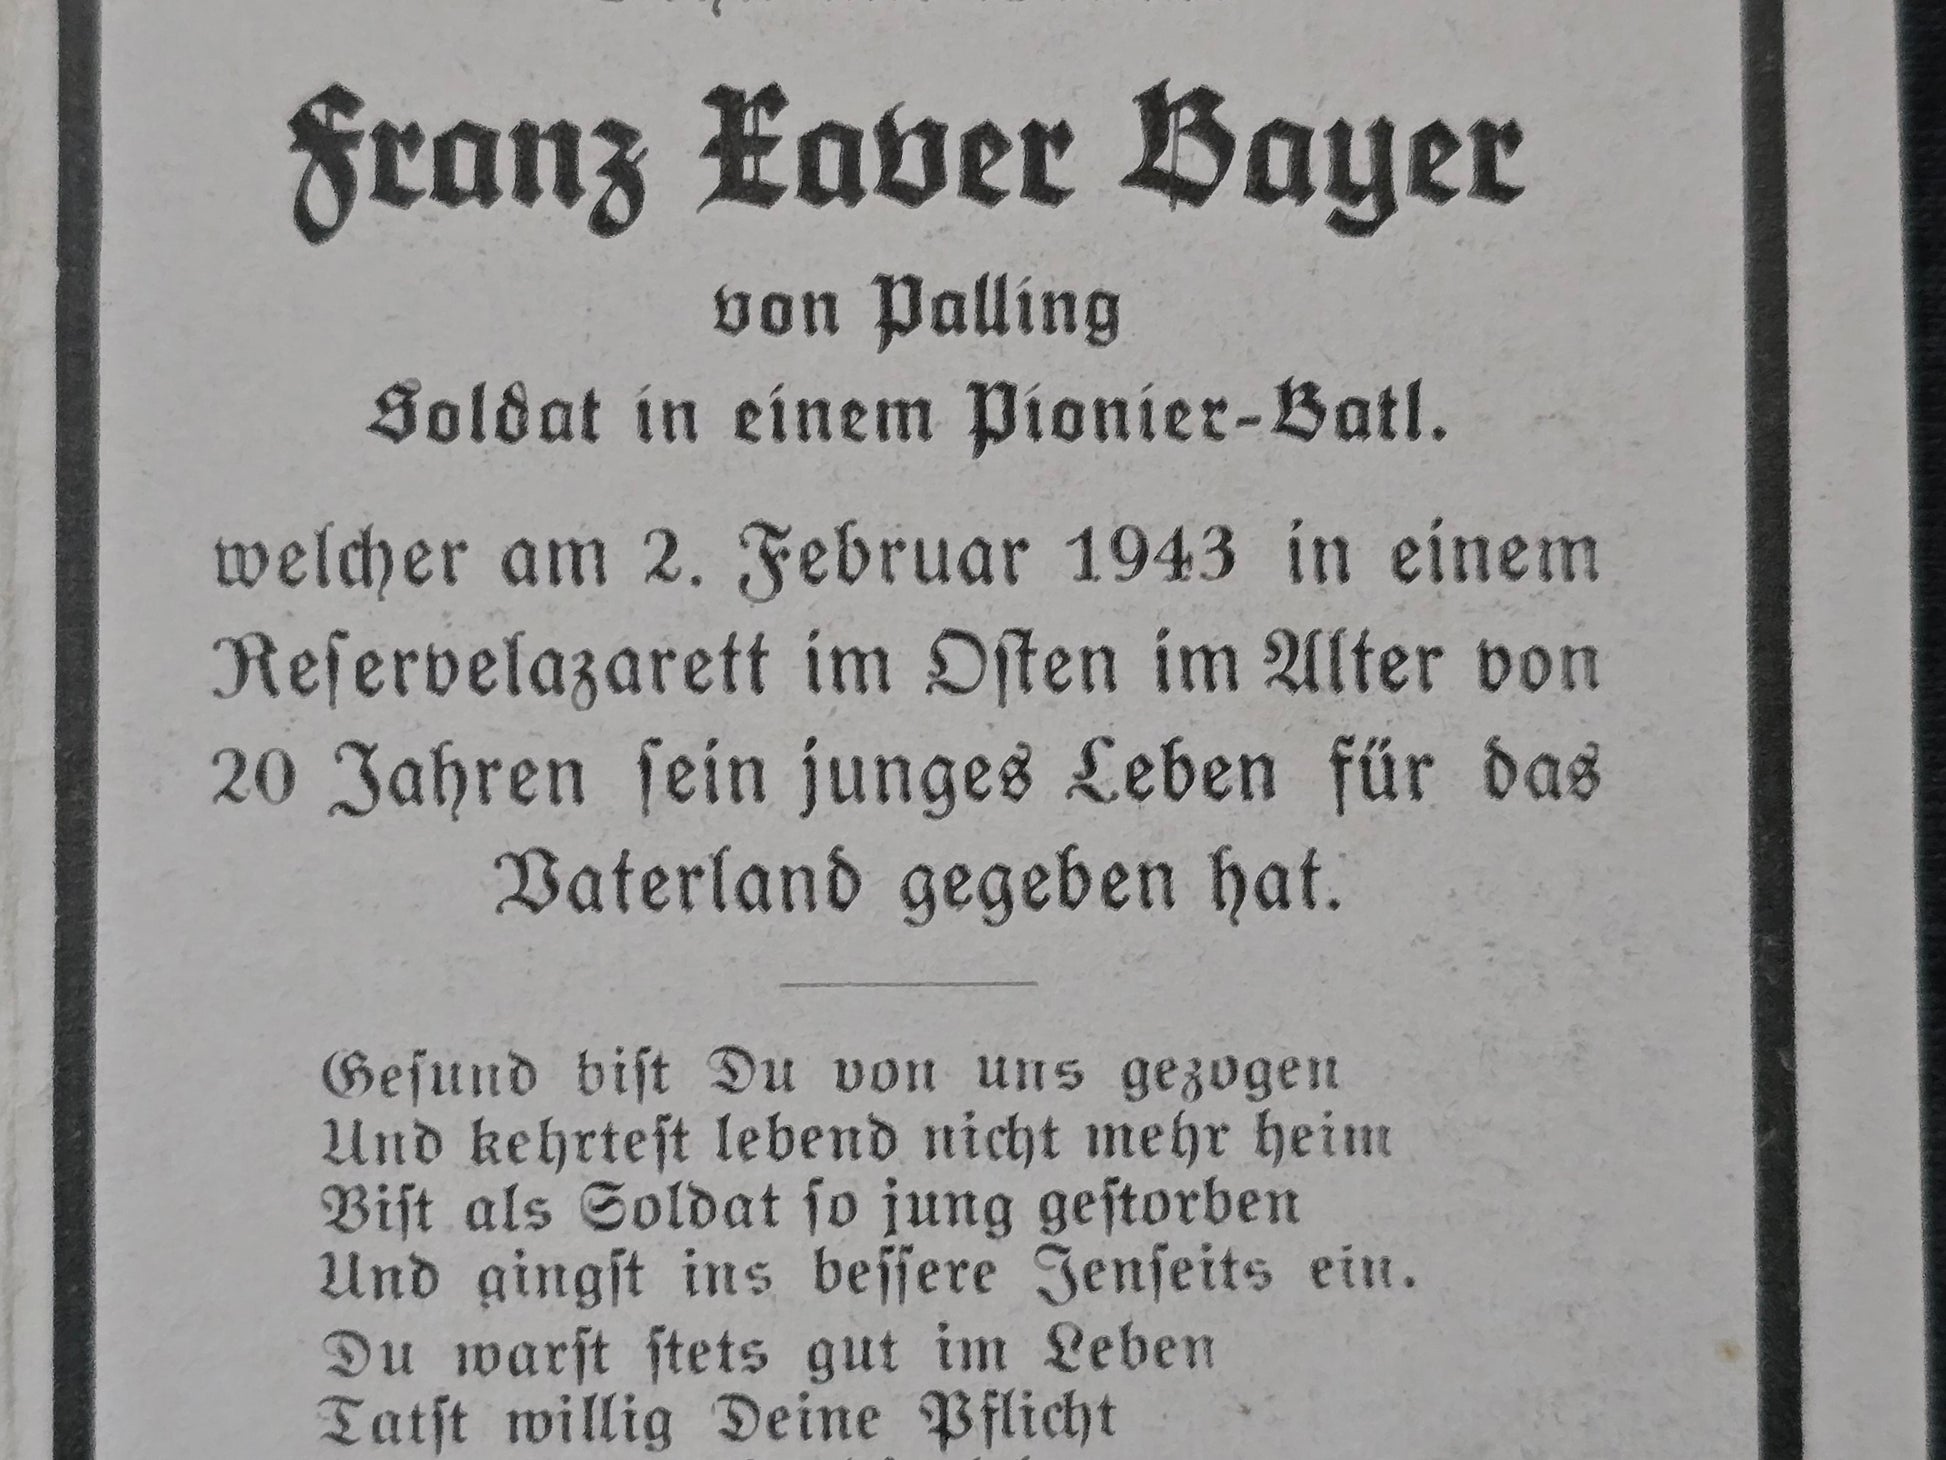 Franz Xaver Bayer
von Palling
Soldat in einem Pionier-Batl.
welcher am 2. Februar 1943 in einem
Reſervelazarett im Oſten im Alter von
20 Jahren ſein junges Leben für das
Vaterland gegeben hat.
Geſund biſt Du von uns gezogen
Und kehrteſt lebend nicht mehr heim
Biſt als Soldat ſo jung geſtorben
Und gingſt ins beſſere Jenſeits ein.
Du warſt ſtets gut im Leben
Tatſt willig Deine Pflicht